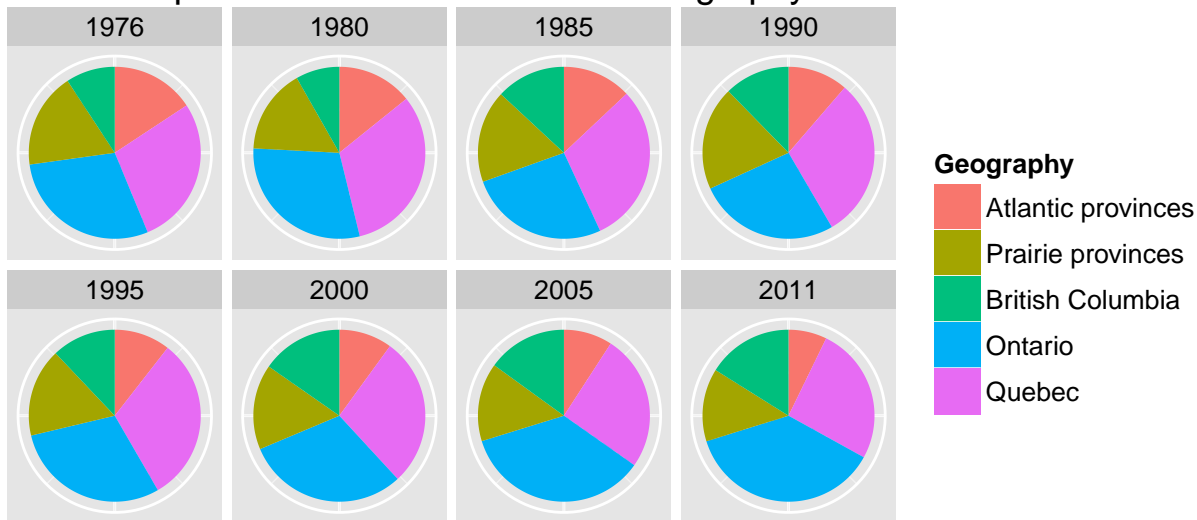 1976
1980
1985
1990
1995
2000
2005
2011
Geography
Atlantic provinces
Prairie provinces
British Columbia
Ontario
Quebec